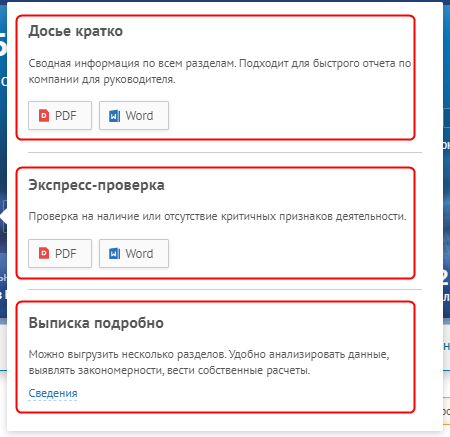 Досье кратко
Сводная информация по всем разделам. Подходит для быстрого отчета по
компании для руководителя.
PDF Word
Экспресс-проверка
Проверка на наличие или отсутствие критичных признаков деятельности.
PDF Word
Выписка подробно
Можно выгрузить несколько разделов. Удобно анализировать данные,
выявлять закономерности, вести собственные расчеты.
Сведения